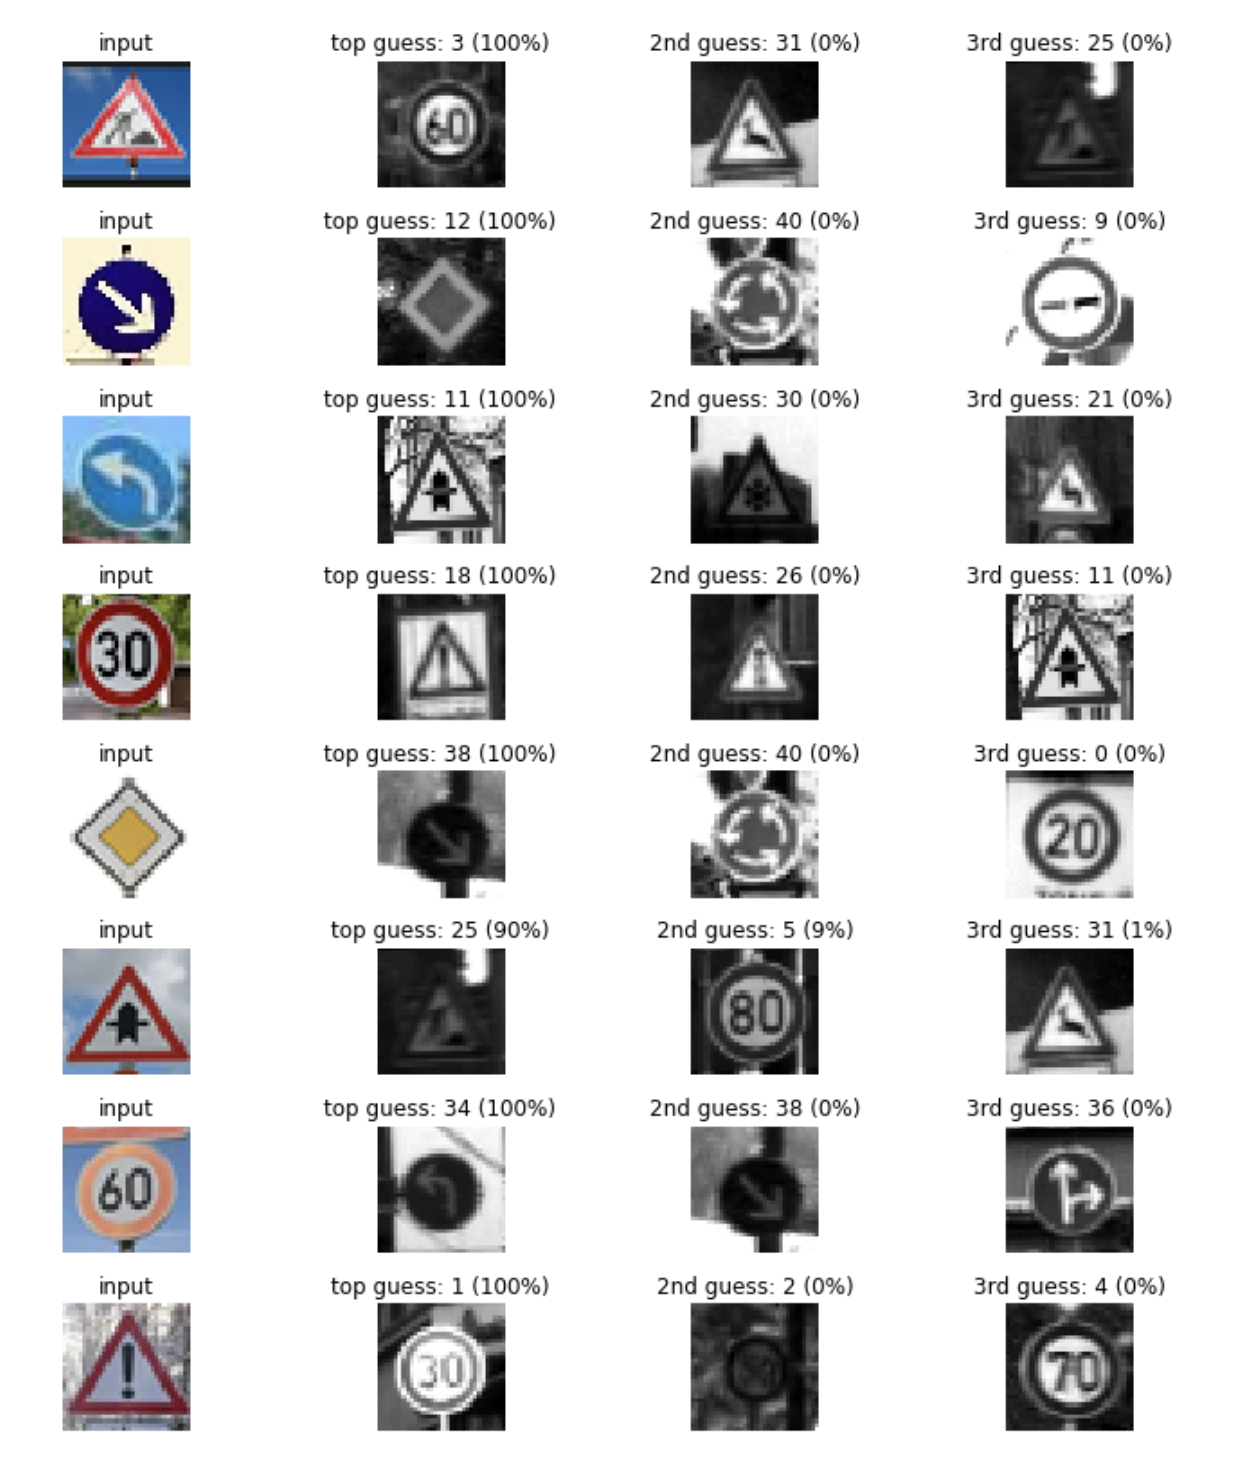 input top guess: 3 (100%) 2nd guess: 31 (0%) 3rd guess: 25 (0%)
60
input top guess: 12 (100%) 2nd guess: 40 (0%) 3rd guess: 9 (0%)
input top guess: 11 (100%) 2nd guess: 30 (0%) 3rd guess: 21 (0%)
input top guess: 18 (100%) 2nd guess: 26 (0%) 3rd guess: 11 (0%)
30
input top guess: 38 (100%) 2nd guess: 40 (0%) 3rd guess: 0 (0%)
20
input top guess: 25 (90%) 2nd guess: 5 (9%) 3rd guess: 31 (1%)
80
input top guess: 34 (100%) 2nd guess: 38 (0%) 3rd guess: 36 (0%)
60
input top guess: 1 (100%) 2nd guess: 2 (0%) 3rd guess: 4 (0%)
! 30 70